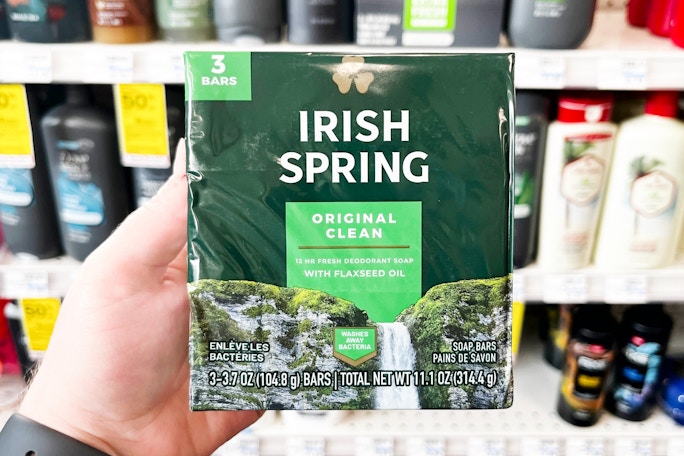 3
BARS
IRISH
SPRING
ORIGINAL
CLEAN
12 HR FRESH DEODORANT SOAP
WITH FLAXSEED OIL
WASHES
AWAY
BACTERIA
ENLÈVE LES
BACTÉRIES
SOAP BARS
PAINS DE SAVON
3-3.7 OZ (104.8 g) BARS | TOTAL NET WT 11.1 OZ (314.4 g)